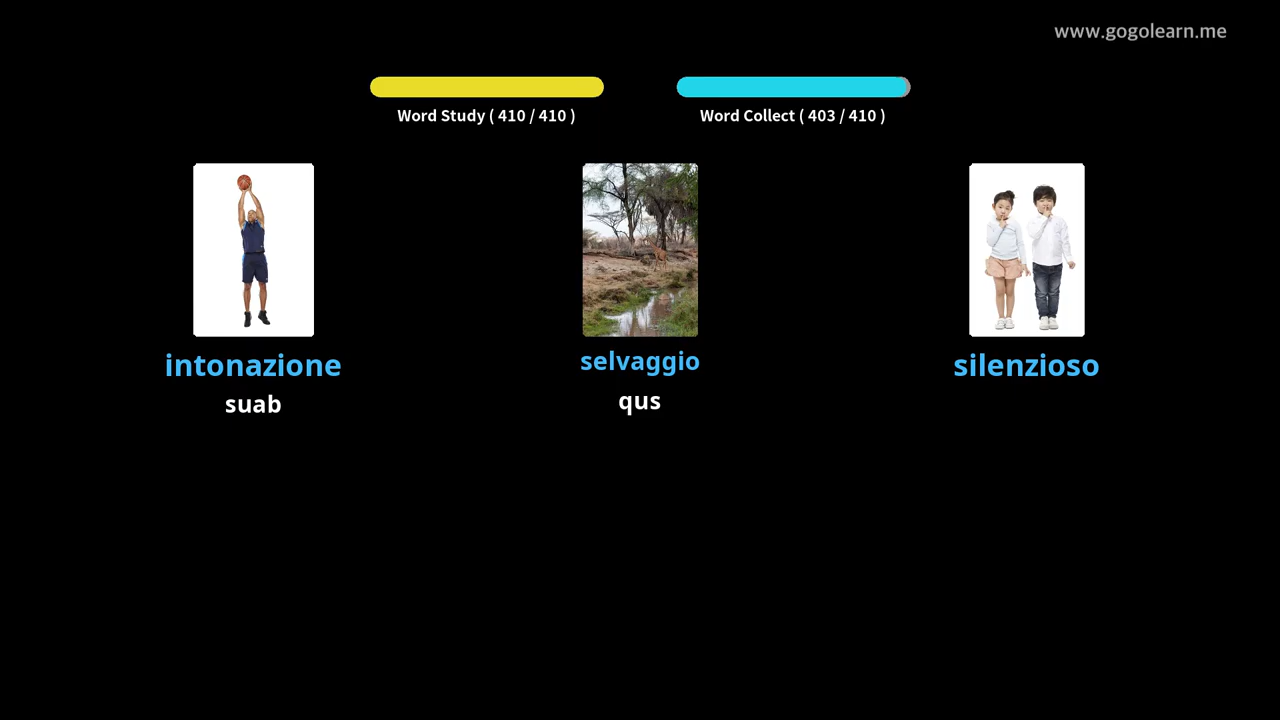 www.gogolearn.me
Word Study ( 410 / 410 )
Word Collect ( 403 / 410 )
intonazione
suab
selvaggio
qus
silenzioso